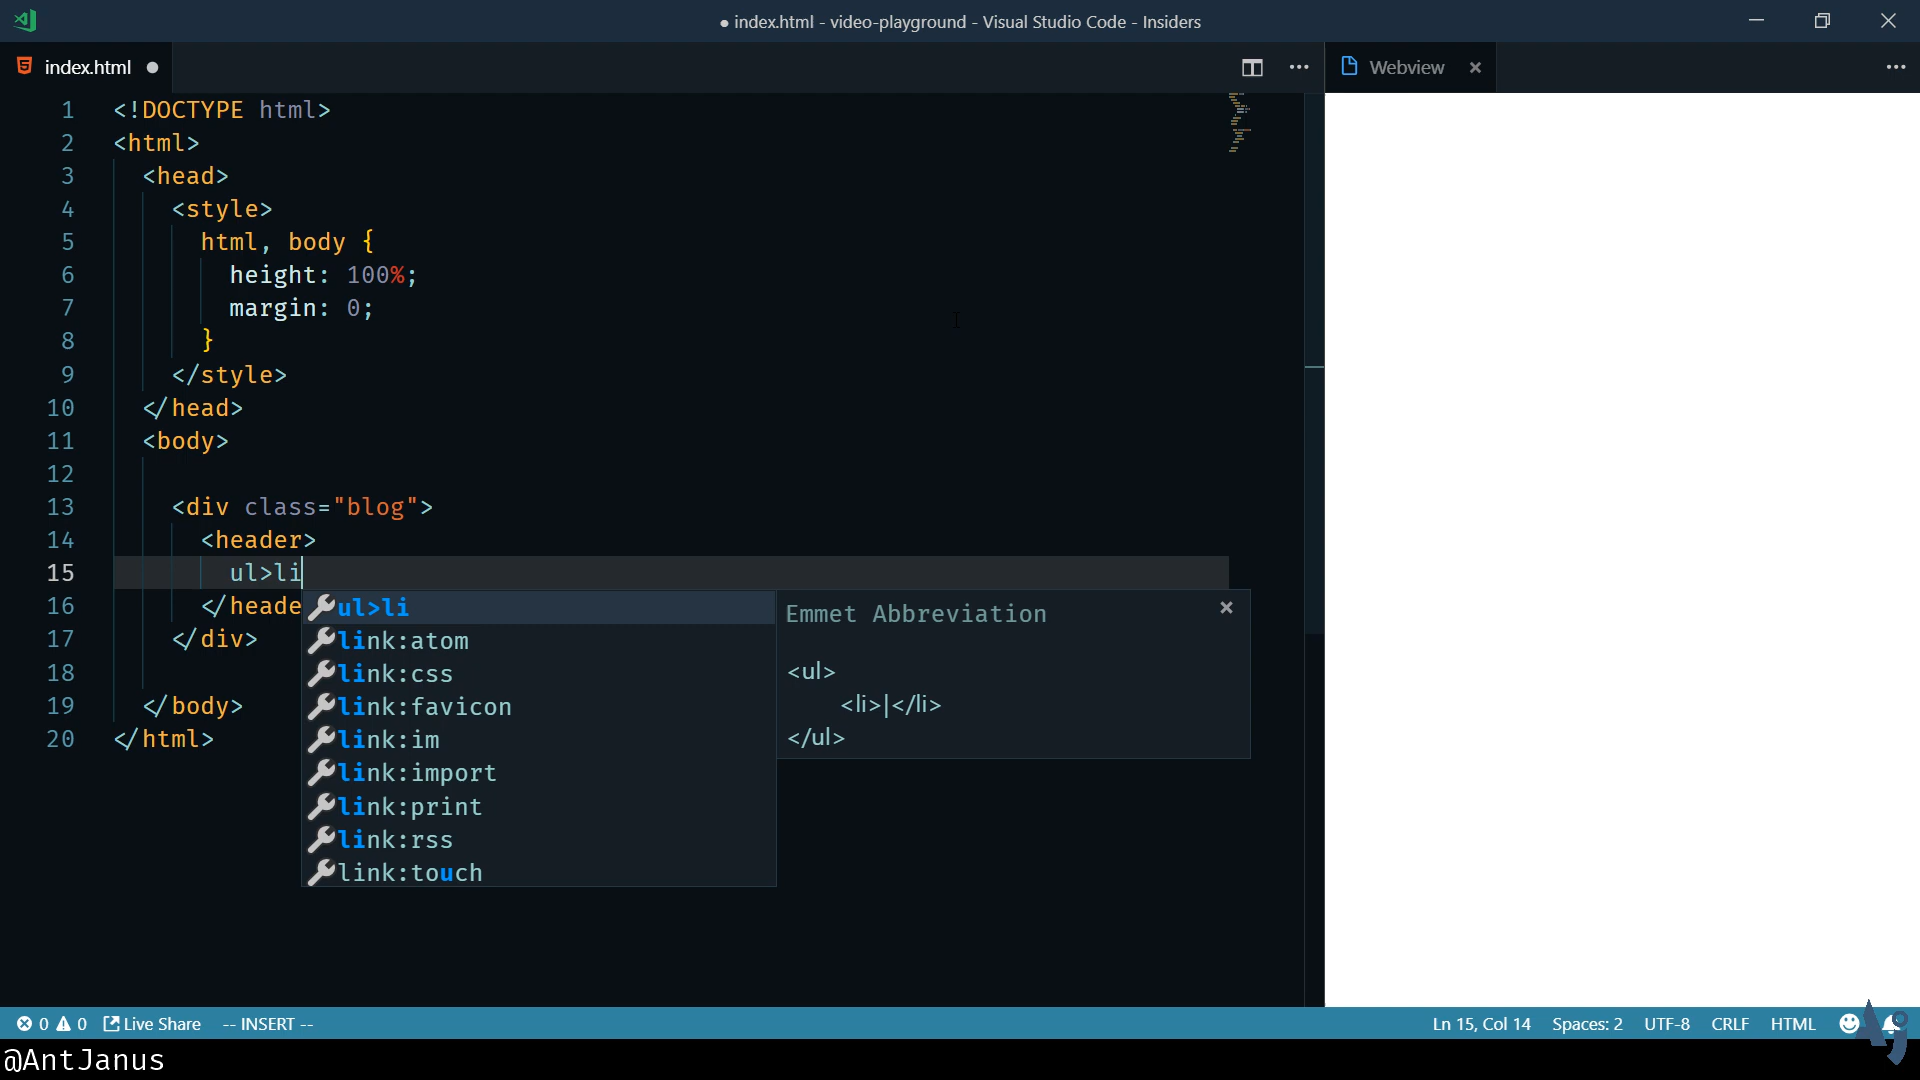 ● index.html - video-playground - Visual Studio Code - Insiders
index.html ●
Webview
1 <!DOCTYPE html>
2 <html>
3 <head>
4 <style>
5 html, body {
6 height: 100%;
7 margin: 0;
8 }
9 </style>
10 </head>
11 <body>
12
13 <div class="blog">
14 <header>
15 ul>li
16 </heade
17 </div>
18
19 </body>
20 </html>
ul>li
link:atom
link:css
link:favicon
link:im
link:import
link:print
link:rss
link:touch
Emmet Abbreviation
<ul>
<li>|</li>
</ul>
0 0 Live Share -- INSERT --
Ln 15, Col 14 Spaces: 2 UTF-8 CRLF HTML
@AntJanus
Aj